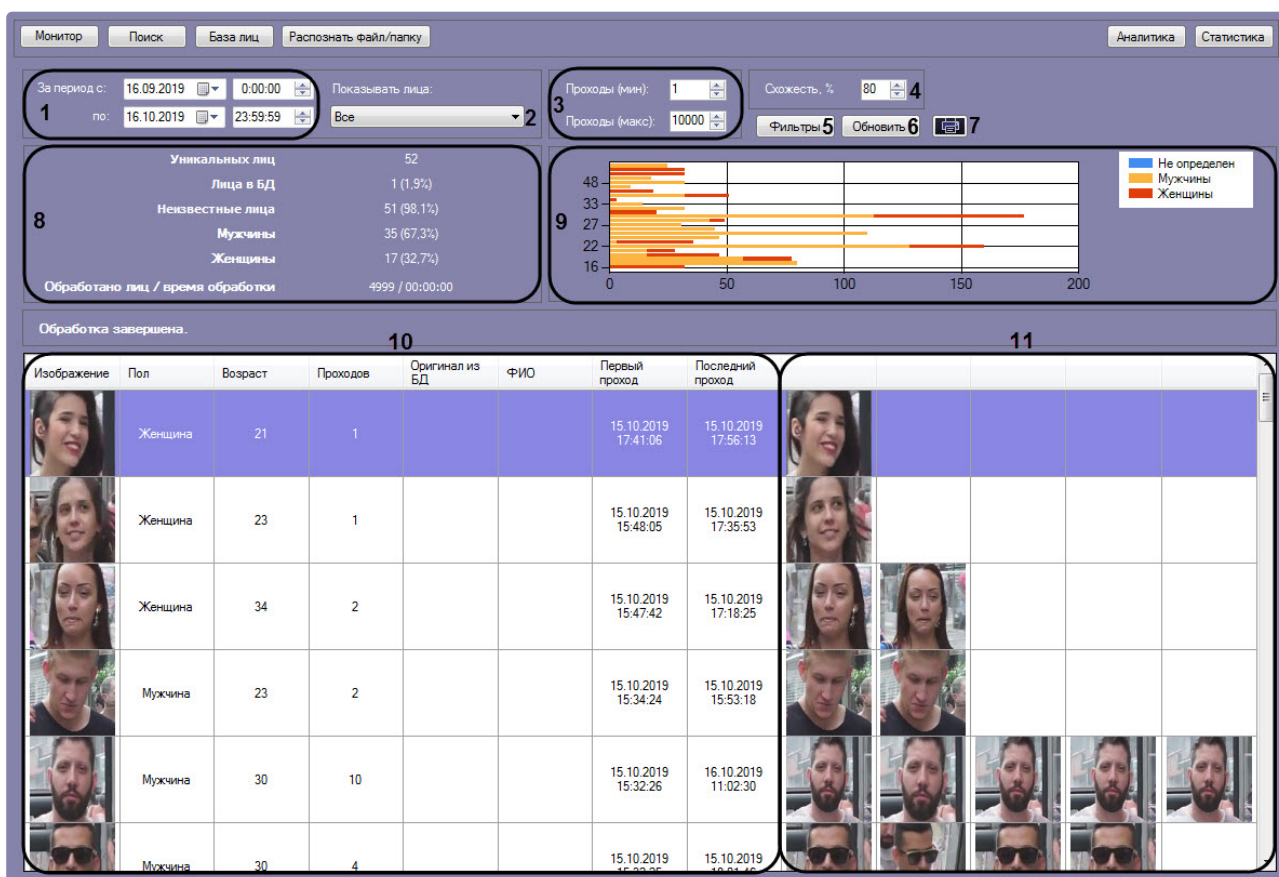 Монитор Поиск База лиц Распознать файл/папку Аналитика Статистика
За период с: 16.09.2019 0:00:00 Показывать лица: Проходы (мин): 1 Схожесть, % 80 4
1 по: 16.10.2019 23:59:59 Все 2 3 Проходы (макс): 10000 Фильтры 5 Обновить 6 7
Уникальных лиц 52
Лица в БД 1 (1,9%)
Неизвестные лица 51 (98,1%)
8
Мужчины 35 (67,3%)
Женщины 17 (32,7%)
Обработано лиц / время обработки 4999 / 00:00:00
9
48
33
27
22
16
0 50 100 150 200
Не определен
Мужчины
Женщины
Обработка завершена.
10 11
Изображение Пол Возраст Проходов Оригинал из БД ФИО Первый проход Последний проход
Женщина 21 1 15.10.2019 17:41:06 15.10.2019 17:56:13
Женщина 23 1 15.10.2019 15:48:05 15.10.2019 17:35:53
Женщина 34 2 15.10.2019 15:47:42 15.10.2019 17:18:25
Мужчина 23 2 15.10.2019 15:34:24 15.10.2019 15:53:18
Мужчина 30 10 15.10.2019 15:32:26 16.10.2019 11:02:30
Мужчина 30 4 15.10.2019 15.10.2019